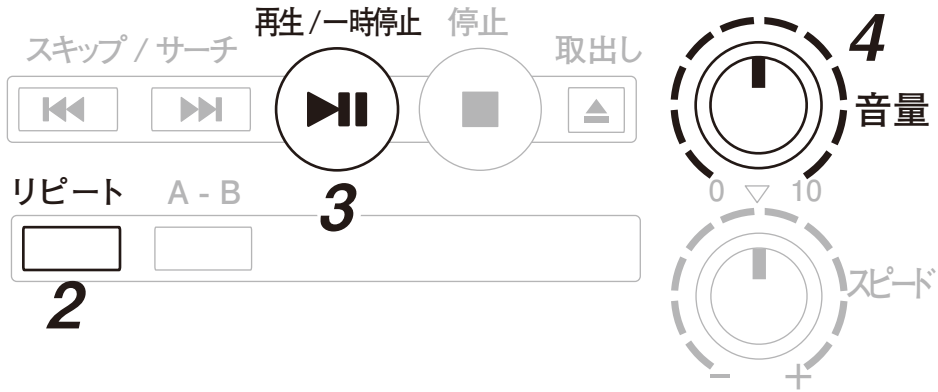 再生/一時停止
停止
4
スキップ / サーチ
取出し
音量
リピート
A - B
3
0
10
2
スピード
−
+